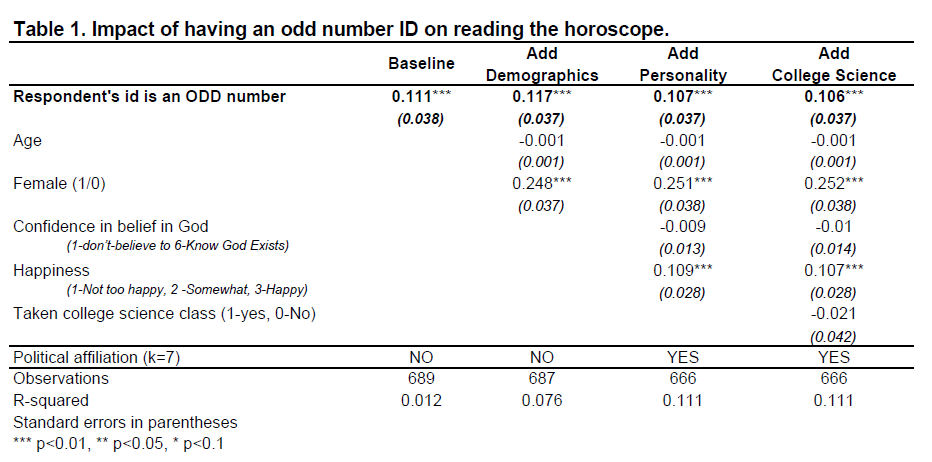 Table 1. Impact of having an odd number ID on reading the horoscope.
Baseline Add Demographics Add Personality Add College Science
Respondent's id is an ODD number 0.111*** 0.117*** 0.107*** 0.106***
(0.038) (0.037) (0.037) (0.037)
Age -0.001 -0.001 -0.001
(0.001) (0.001) (0.001)
Female (1/0) 0.248*** 0.251*** 0.252***
(0.037) (0.038) (0.038)
Confidence in belief in God -0.009 -0.01
(1-don't-believe to 6-Know God Exists) (0.013) (0.014)
Happiness 0.109*** 0.107***
(1-Not too happy, 2 -Somewhat, 3-Happy) (0.028) (0.028)
Taken college science class (1-yes, 0-No) -0.021
(0.042)
Political affiliation (k=7) NO NO YES YES
Observations 689 687 666 666
R-squared 0.012 0.076 0.111 0.111
Standard errors in parentheses
*** p<0.01, ** p<0.05, * p<0.1